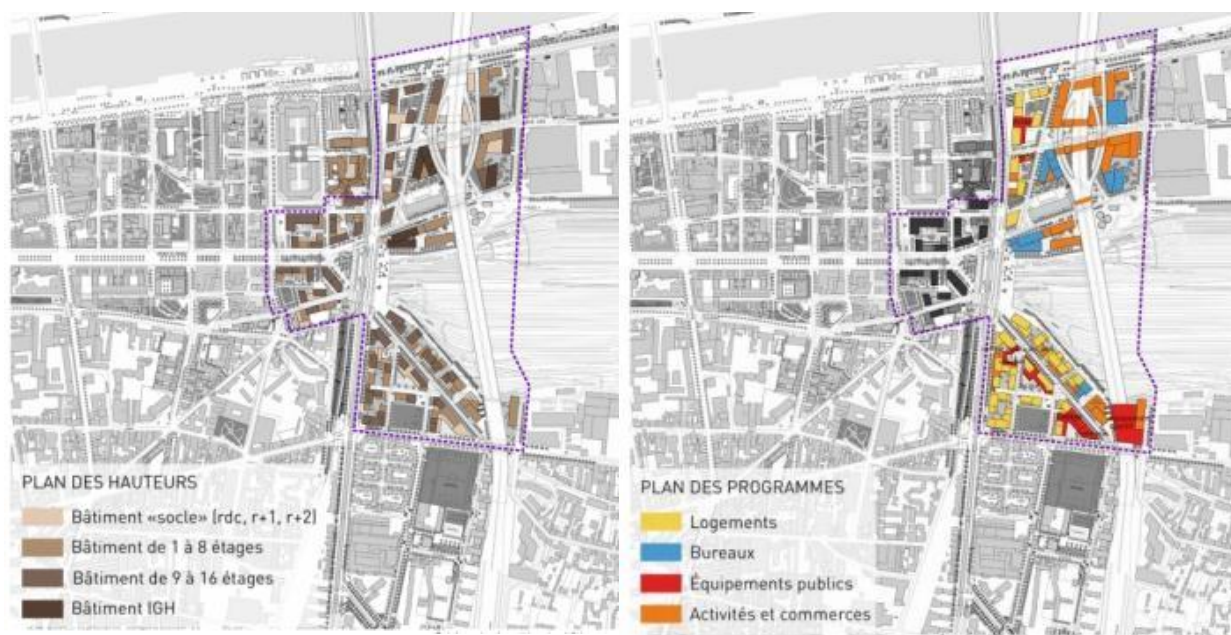 PLAN DES HAUTEURS
Bâtiment «socle» (rdc, r+1, r+2)
Bâtiment de 1 à 8 étages
Bâtiment de 9 à 16 étages
Bâtiment IGH
PLAN DES PROGRAMMES
Logements
Bureaux
Équipements publics
Activités et commerces